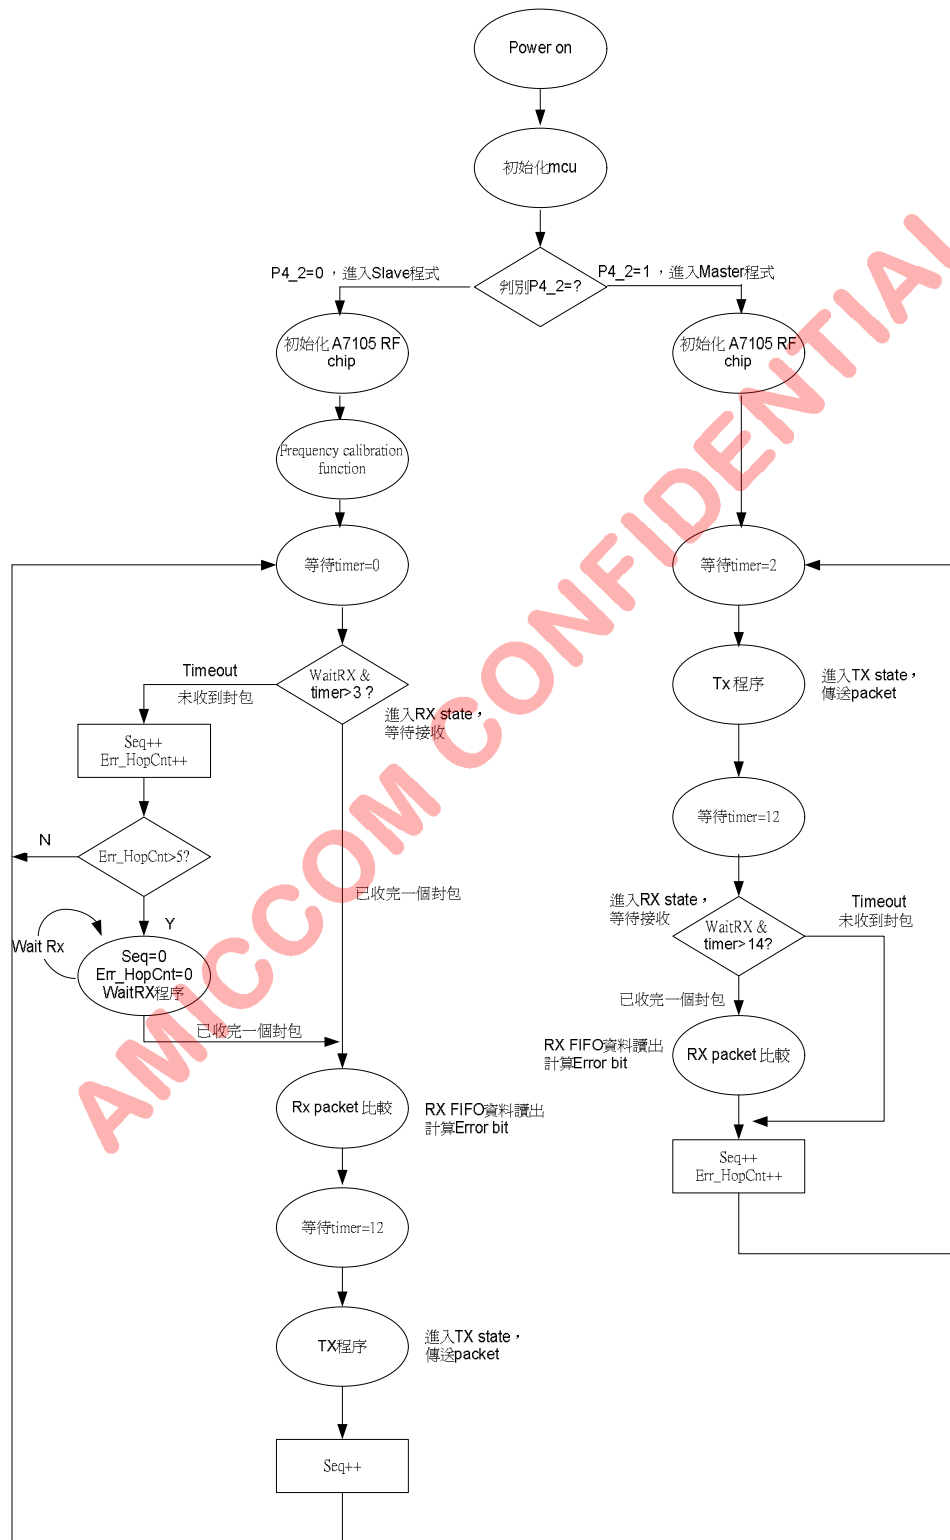 Power on
初始化mcu
判別P4_2=?
P4_2=0，進入Slave程式
P4_2=1，進入Master程式
初始化 A7105 RF
chip
Frequency calibration
function
等待timer=0
WaitRX &
timer>3 ?
進入RX state，
等待接收
Timeout
未收到封包
Seq++
Err_HopCnt++
Err_HopCnt>5?
N
Y
Wait Rx
Seq=0
Err_HopCnt=0
WaitRX程序
已收完一個封包
已收完一個封包
Rx packet 比較
RX FIFO資料讀出
計算Error bit
等待timer=12
TX程序
進入TX state，
傳送packet
Seq++
初始化 A7105 RF
chip
等待timer=2
Tx 程序
進入TX state，
傳送packet
等待timer=12
進入RX state，
等待接收
WaitRX &
timer>14?
Timeout
未收到封包
已收完一個封包
RX packet 比較
RX FIFO資料讀出
計算Error bit
Seq++
Err_HopCnt++
AMICCOM CONFIDENTIAL